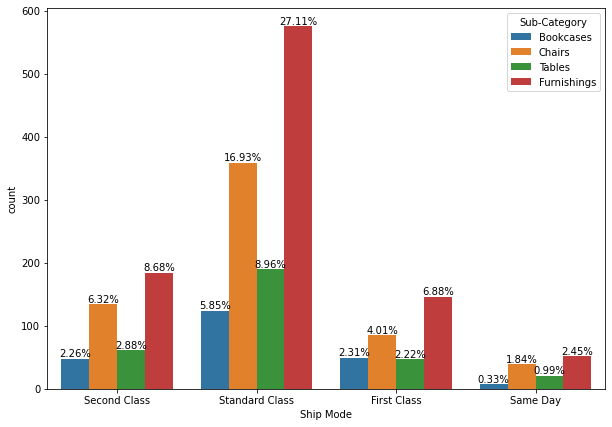 600
500
400
300
200
100
0
count
Sub-Category
Bookcases
Chairs
Tables
Furnishings
2.26%
6.32%
2.88%
8.68%
5.85%
16.93%
8.96%
27.11%
2.31%
4.01%
2.22%
6.88%
0.33%
1.84%
0.99%
2.45%
Second Class
Standard Class
First Class
Same Day
Ship Mode